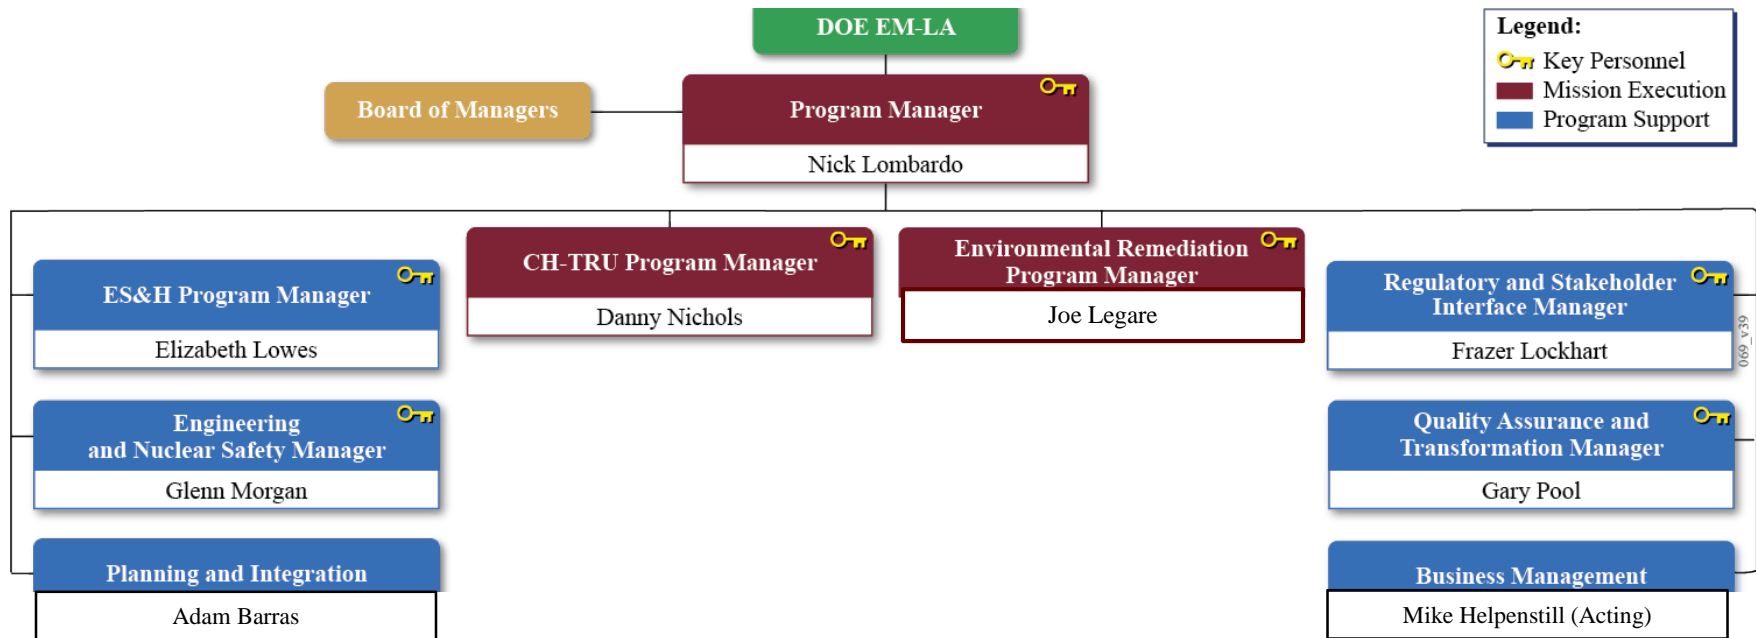 DOE EM-LA
Legend:
Key Personnel
Mission Execution
Program Support
Board of Managers
Program Manager
Nick Lombardo
ES&H Program Manager
Elizabeth Lowes
CH-TRU Program Manager
Danny Nichols
Environmental Remediation
Program Manager
Joe Legare
Regulatory and Stakeholder
Interface Manager
Frazer Lockhart
069_v39
Engineering
and Nuclear Safety Manager
Glenn Morgan
Quality Assurance and
Transformation Manager
Gary Pool
Planning and Integration
Adam Barras
Business Management
Mike Helpenstill (Acting)